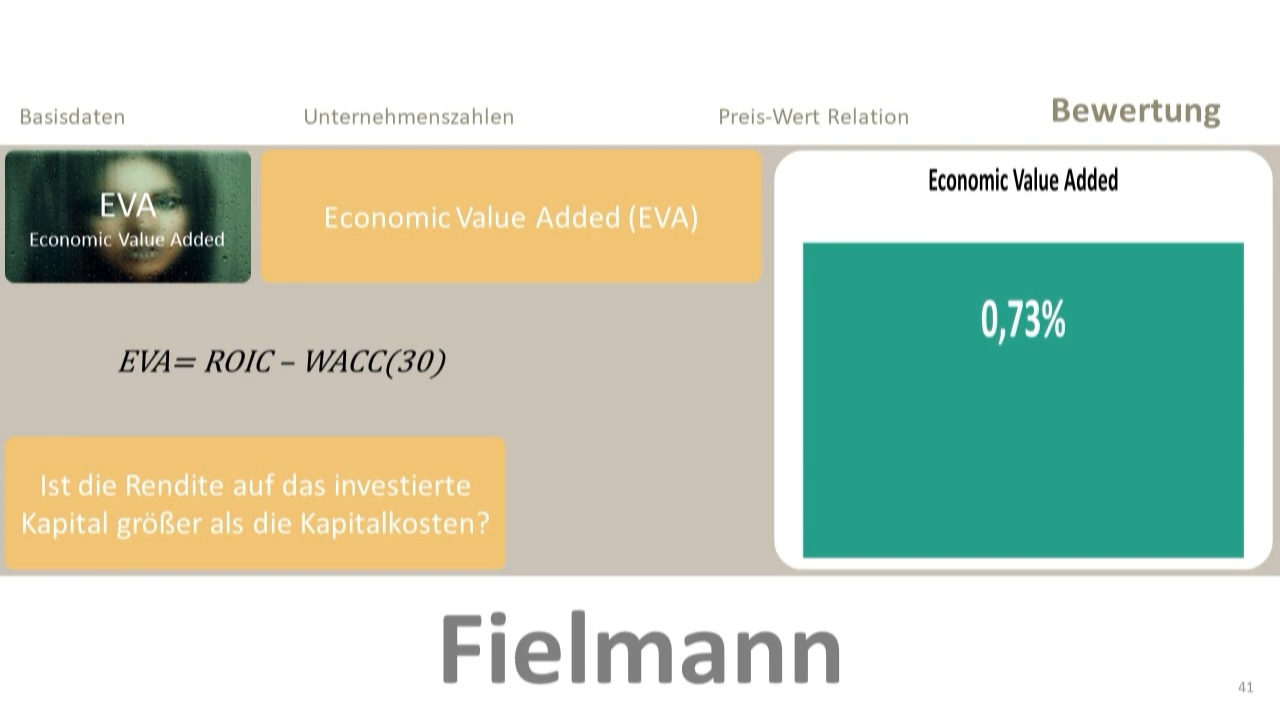 Basisdaten
Unternehmenszahlen
Preis-Wert Relation
Bewertung
EVA
Economic Value Added
Economic Value Added (EVA)
Economic Value Added
0,73%
EVA= ROIC – WACC(30)
Ist die Rendite auf das investierte
Kapital größer als die Kapitalkosten?
Fielmann
41